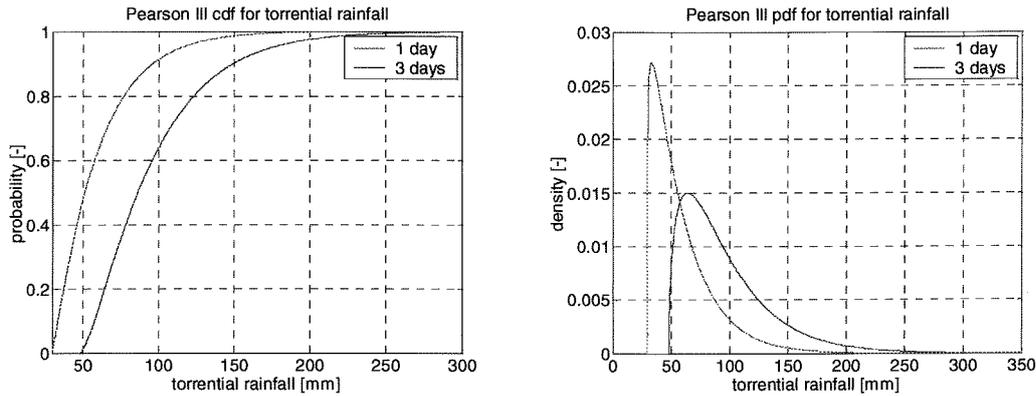 Pearson III cdf for torrential rainfall
1
0.8
0.6
0.4
0.2
0
probability [-]
1 day
3 days
50
100
150
200
250
300
torrential rainfall [mm]
Pearson III pdf for torrential rainfall
0.03
0.025
0.02
0.015
0.01
0.005
0
density [-]
1 day
3 days
0
50
100
150
200
250
300
350
torrential rainfall [mm]